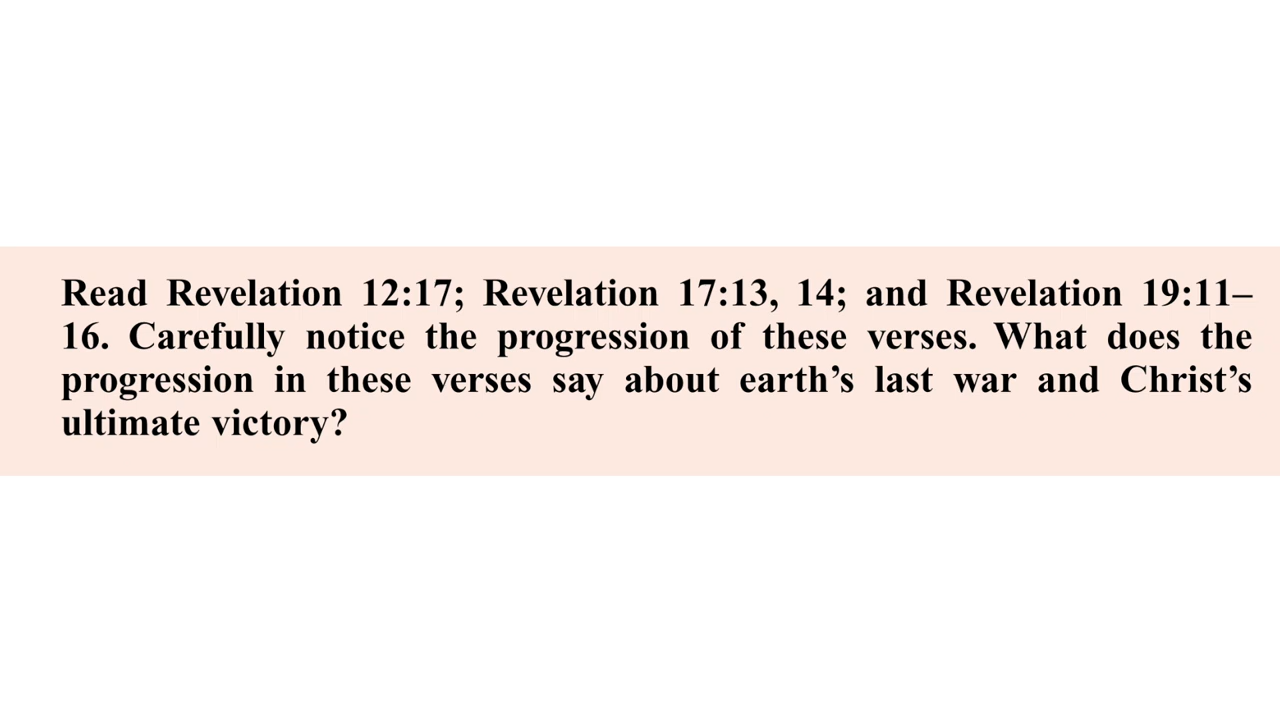 Read Revelation 12:17; Revelation 17:13, 14; and Revelation 19:11–
16. Carefully notice the progression of these verses. What does the
progression in these verses say about earth’s last war and Christ’s
ultimate victory?